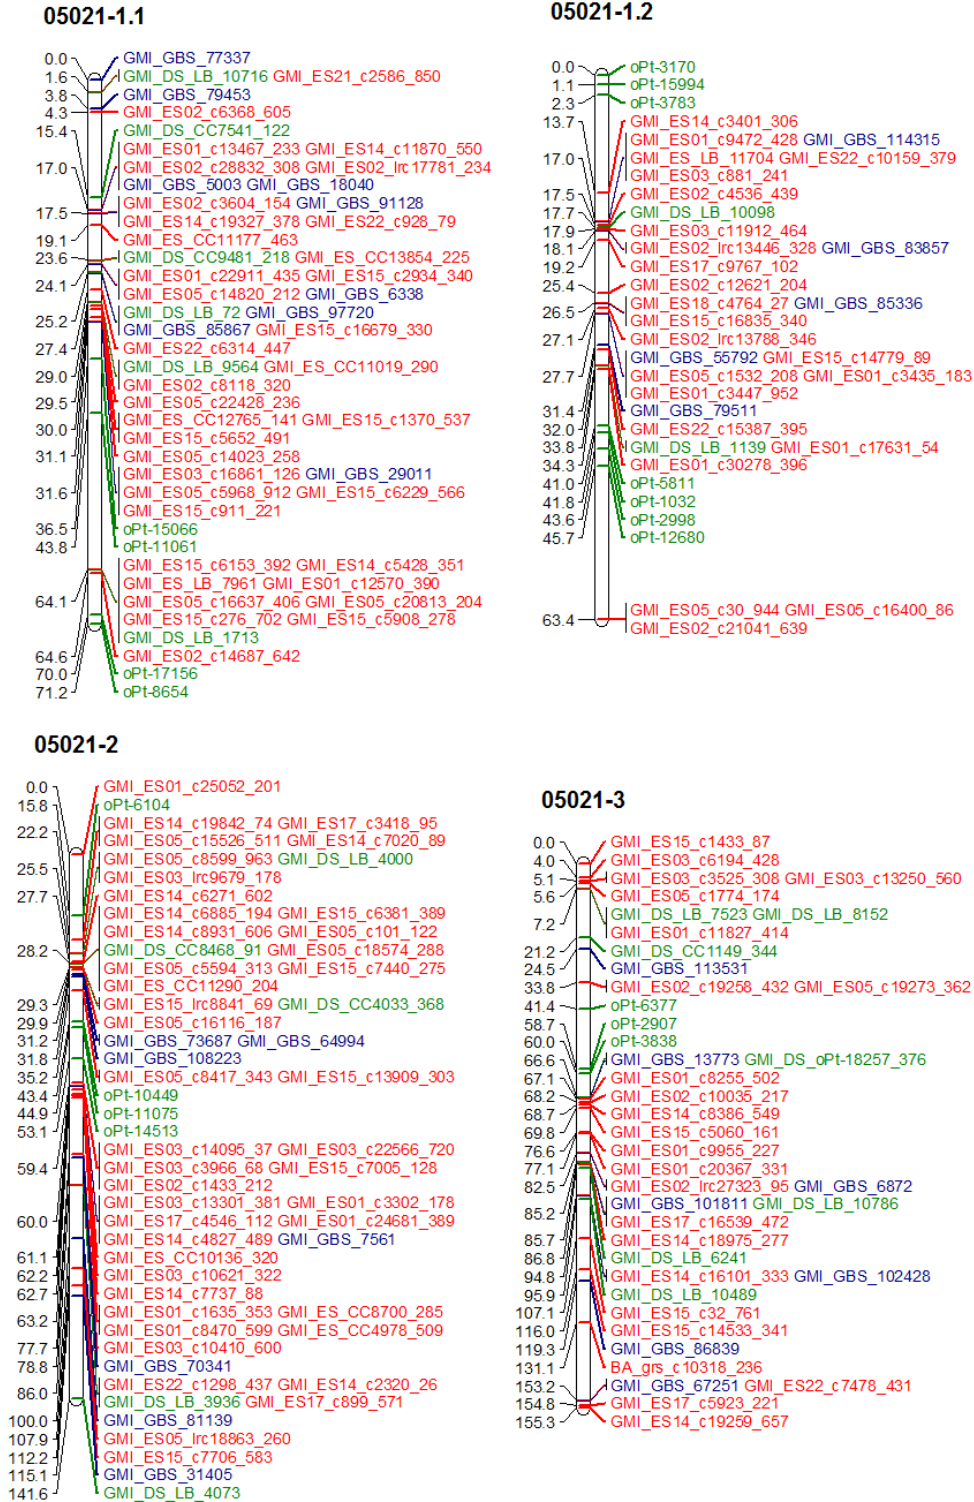 05021-1.1
0.0 GMI_GBS_77337
1.6 GMI_DS_LB_10716 GMI_ES21_c2586_850
3.8 GMI_GBS_79453
4.3 GMI_ES02_c6368_605
15.4 GMI_DS_CC7541_122
GMI_ES01_c13467_233 GMI_ES14_c11870_550
17.0 GMI_ES02_c28832_308 GMI_ES02_lrc17781_234
GMI_GBS_5003 GMI_GBS_18040
GMI_ES02_c3604_154 GMI_GBS_91128
17.5 GMI_ES14_c19327_378 GMI_ES22_c928_79
19.1 GMI_ES_CC11177_463
23.6 GMI_DS_CC9481_218 GMI_ES_CC13854_225
24.1 GMI_ES01_c22911_435 GMI_ES15_c2934_340
GMI_ES05_c14820_212 GMI_GBS_6338
GMI_DS_LB_72 GMI_GBS_97720
25.2 GMI_GBS_85867 GMI_ES15_c16679_330
27.4 GMI_ES22_c6314_447
29.0 GMI_DS_LB_9564 GMI_ES_CC11019_290
GMI_ES02_c8118_320
29.5 GMI_ES05_c22428_236
30.0 GMI_ES_CC12765_141 GMI_ES15_c1370_537
GMI_ES15_c5652_491
31.1 GMI_ES05_c14023_258
GMI_ES03_c16861_126 GMI_GBS_29011
31.6 GMI_ES05_c5968_912 GMI_ES15_c6229_566
GMI_ES15_c911_221
36.5 oPt-15066
43.8 oPt-11061
GMI_ES15_c6153_392 GMI_ES14_c5428_351
GMI_ES_LB_7961 GMI_ES01_c12570_390
64.1 GMI_ES05_c16637_406 GMI_ES05_c20813_204
GMI_ES15_c276_702 GMI_ES15_c5908_278
GMI_DS_LB_1713
64.6 GMI_ES02_c14687_642
70.0 oPt-17156
71.2 oPt-8654
05021-1.2
0.0 oPt-3170
1.1 oPt-15994
2.3 oPt-3783
13.7 GMI_ES14_c3401_306
GMI_ES01_c9472_428 GMI_GBS_114315
17.0 GMI_ES_LB_11704 GMI_ES22_c10159_379
GMI_ES03_c881_241
17.5 GMI_ES02_c4536_439
17.7 GMI_DS_LB_10098
17.9 GMI_ES03_c11912_464
18.1 GMI_ES02_lrc13446_328 GMI_GBS_83857
19.2 GMI_ES17_c9767_102
25.4 GMI_ES02_c12621_204
26.5 GMI_ES18_c4764_27 GMI_GBS_85336
GMI_ES15_c16835_340
27.1 GMI_ES02_lrc13788_346
GMI_GBS_55792 GMI_ES15_c14779_89
27.7 GMI_ES05_c1532_208 GMI_ES01_c3435_183
GMI_ES01_c3447_952
31.4 GMI_GBS_79511
32.0 GMI_ES22_c15387_395
33.8 GMI_DS_LB_1139 GMI_ES01_c17631_54
34.3 GMI_ES01_c30278_396
41.0 oPt-5811
41.8 oPt-1032
43.6 oPt-2998
45.7 oPt-12680
63.4 GMI_ES05_c30_944 GMI_ES05_c16400_86
GMI_ES02_c21041_639
05021-2
0.0 GMI_ES01_c25052_201
15.8 oPt-6104
22.2 GMI_ES14_c19842_74 GMI_ES17_c3418_95
GMI_ES05_c15526_511 GMI_ES14_c7020_89
25.5 GMI_ES05_c8599_963 GMI_DS_LB_4000
GMI_ES03_lrc9679_178
27.7 GMI_ES14_c6271_602
GMI_ES14_c6885_194 GMI_ES15_c6381_389
GMI_ES14_c8931_606 GMI_ES05_c101_122
28.2 GMI_DS_CC8468_91 GMI_ES05_c18574_288
GMI_ES05_c5594_313 GMI_ES15_c7440_275
GMI_ES_CC11290_204
29.3 GMI_ES15_lrc8841_69 GMI_DS_CC4033_368
29.9 GMI_ES05_c16116_187
31.2 GMI_GBS_73687 GMI_GBS_64994
31.8 GMI_GBS_108223
35.2 GMI_ES05_c8417_343 GMI_ES15_c13909_303
43.4 oPt-10449
44.9 oPt-11075
53.1 oPt-14513
GMI_ES03_c14095_37 GMI_ES03_c22566_720
59.4 GMI_ES03_c3966_68 GMI_ES15_c7005_128
GMI_ES02_c1433_212
GMI_ES03_c13301_381 GMI_ES01_c3302_178
60.0 GMI_ES17_c4546_112 GMI_ES01_c24681_389
GMI_ES14_c4827_489 GMI_GBS_7561
61.1 GMI_ES_CC10136_320
62.2 GMI_ES03_c10621_322
62.7 GMI_ES14_c7737_88
63.2 GMI_ES01_c1635_353 GMI_ES_CC8700_285
GMI_ES01_c8470_599 GMI_ES_CC4978_509
77.7 GMI_ES03_c10410_600
78.8 GMI_GBS_70341
86.0 GMI_ES22_c1298_437 GMI_ES14_c2320_26
GMI_DS_LB_3936 GMI_ES17_c899_571
100.0 GMI_GBS_81139
107.9 GMI_ES05_lrc18863_260
112.2 GMI_ES15_c7706_583
115.1 GMI_GBS_31405
141.6 GMI_DS_LB_4073
05021-3
0.0 GMI_ES15_c1433_87
4.0 GMI_ES03_c6194_428
5.1 GMI_ES03_c3525_308 GMI_ES03_c13250_560
5.6 GMI_ES05_c1774_174
7.2 GMI_DS_LB_7523 GMI_DS_LB_8152
GMI_ES01_c11827_414
21.2 GMI_DS_CC1149_344
24.5 GMI_GBS_113531
33.8 GMI_ES02_c19258_432 GMI_ES05_c19273_362
41.4 oPt-6377
58.7 oPt-2907
60.0 oPt-3838
66.6 GMI_GBS_13773 GMI_DS_oPt-18257_376
67.1 GMI_ES01_c8255_502
68.2 GMI_ES02_c10035_217
68.7 GMI_ES14_c8386_549
69.8 GMI_ES15_c5060_161
76.6 GMI_ES01_c9955_227
77.1 GMI_ES01_c20367_331
82.5 GMI_ES02_lrc27323_95 GMI_GBS_6872
85.2 GMI_GBS_101811 GMI_DS_LB_10786
GMI_ES17_c16539_472
85.7 GMI_ES14_c18975_277
86.8 GMI_DS_LB_6241
94.8 GMI_ES14_c16101_333 GMI_GBS_102428
95.9 GMI_DS_LB_10489
107.1 GMI_ES15_c32_761
116.0 GMI_ES15_c14533_341
119.3 GMI_GBS_86839
131.1 BA_grs_c10318_236
153.2 GMI_GBS_67251 GMI_ES22_c7478_431
154.8 GMI_ES17_c5923_221
155.3 GMI_ES14_c19259_657